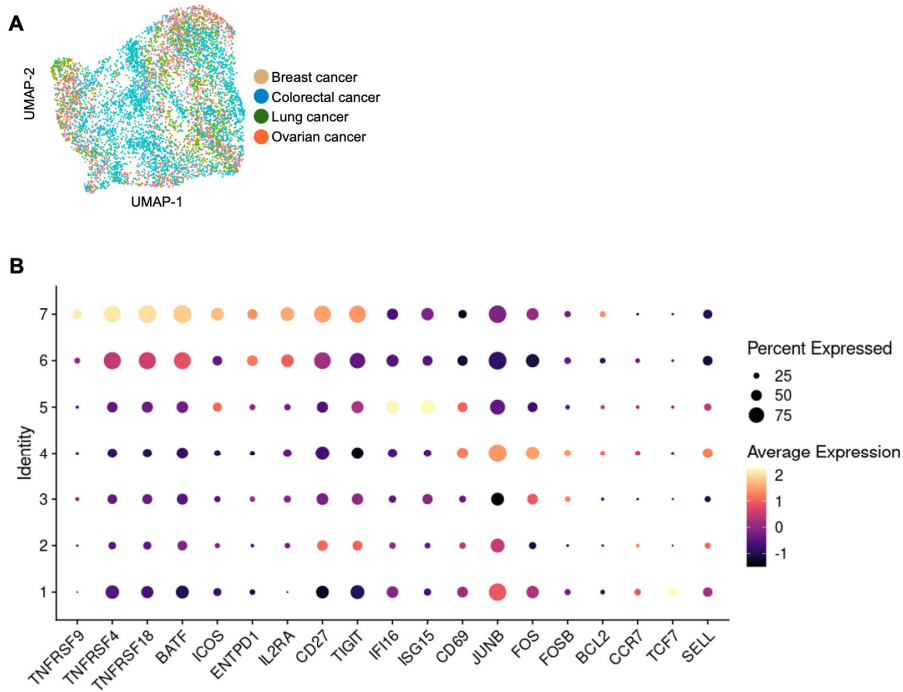 A
UMAP-2
UMAP-1
Breast cancer
Colorectal cancer
Lung cancer
Ovarian cancer
B
Identity
7
6
5
4
3
2
1
TNFRSF9
TNFRSF4
TNFRSF18
BATF
ICOS
ENTPD1
IL2RA
CD27
TIGIT
IFI16
ISG15
CD69
JUNB
FOS
FOSB
BCL2
CCR7
TCF7
SELL
Percent Expressed
25
50
75
Average Expression
2
1
0
-1